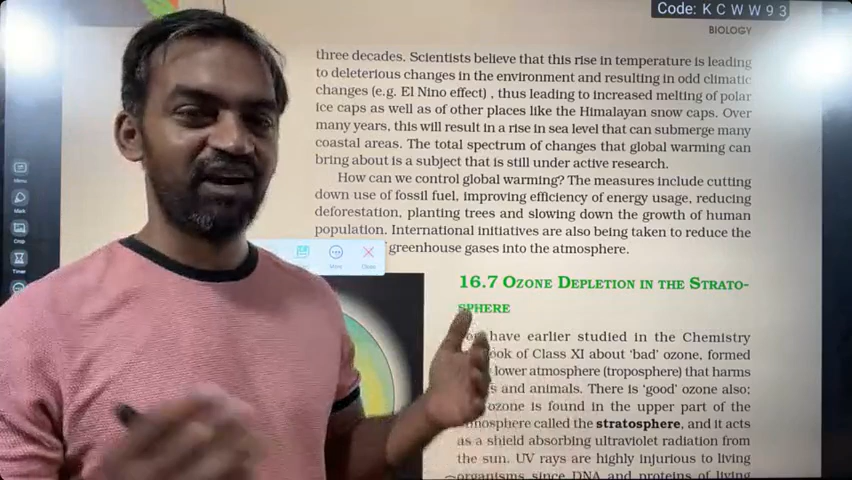 Code: K C W W 9 3
BIOLOGY
three decades. Scientists believe that this rise in temperature is leading
to deleterious changes in the environment and resulting in odd climatic
changes (e.g. El Nino effect) , thus leading to increased melting of polar
ice caps as well as of other places like the Himalayan snow caps. Over
many years, this will result in a rise in sea level that can submerge many
coastal areas. The total spectrum of changes that global warming can
bring about is a subject that is still under active research.
How can we control global warming? The measures include cutting
down use of fossil fuel, improving efficiency of energy usage, reducing
deforestation, planting trees and slowing down the growth of human
population. International initiatives are also being taken to reduce the
greenhouse gases into the atmosphere.
Menu
Mark
Crop
Timer
More
Close
16.7 OZONE DEPLETION IN THE STRATO-
SPHERE
have earlier studied in the Chemistry
ook of Class XI about 'bad' ozone, formed
lower atmosphere (troposphere) that harms
s and animals. There is 'good' ozone also;
ozone is found in the upper part of the
mosphere called the stratosphere, and it acts
as a shield absorbing ultraviolet radiation from
the sun. UV rays are highly injurious to living
organisms since DNA and proteins of living